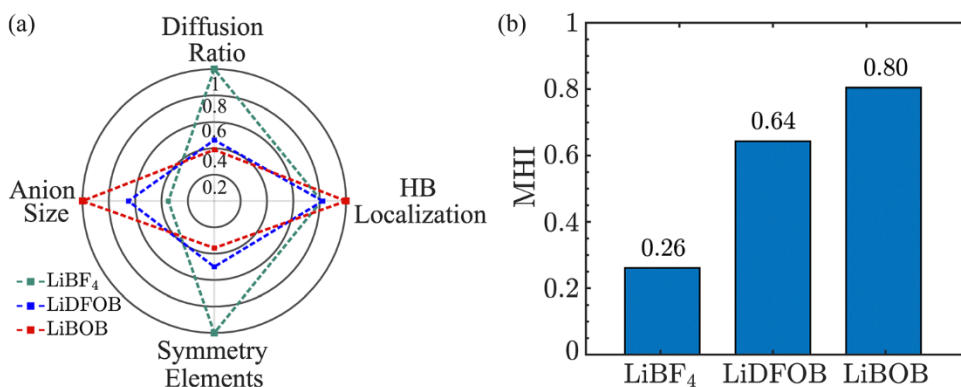 (a)
Diffusion
Ratio
1
0.8
0.6
0.4
0.2
Anion
Size
HB
Localization
LiBF₄
LiDFOB
LiBOB
Symmetry
Elements
(b)
MHI
1
0.8
0.6
0.4
0.2
0
0.26
0.64
0.80
LiBF₄
LiDFOB
LiBOB